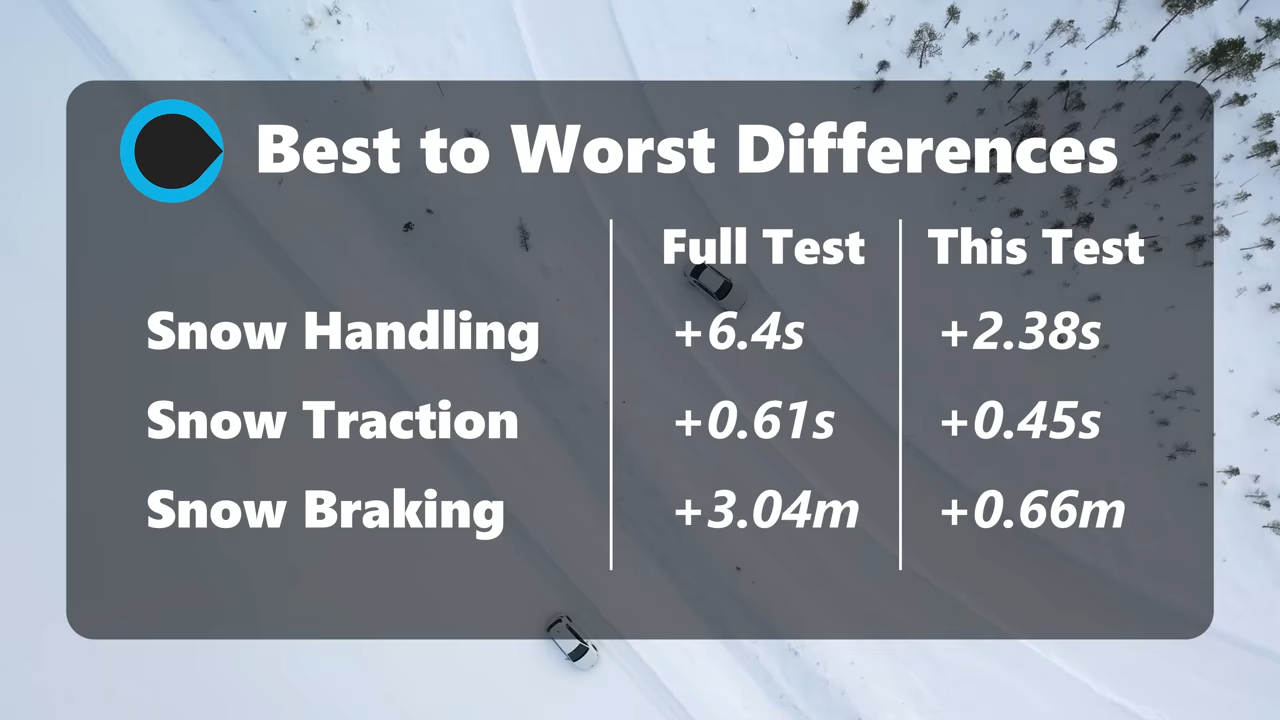 Best to Worst Differences
Full Test This Test
Snow Handling +6.4s +2.38s
Snow Traction +0.61s +0.45s
Snow Braking +3.04m +0.66m